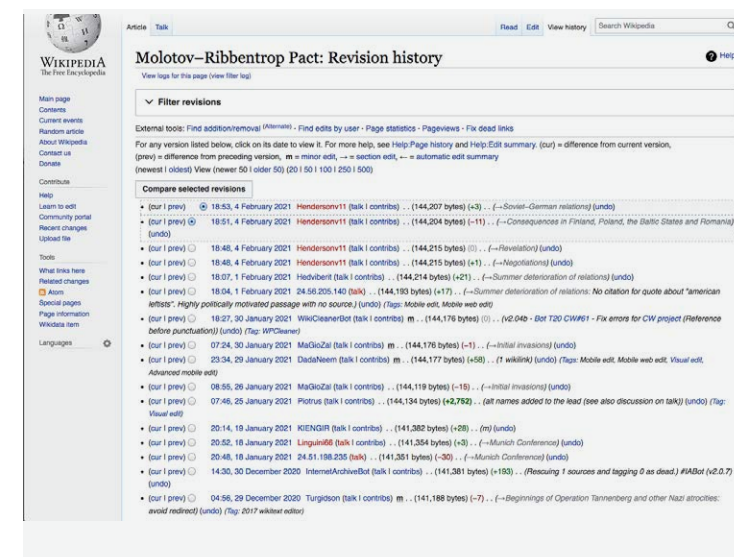 Article Talk
Read Edit View history Search Wikipedia
WIKIPEDIA
The Free Encyclopedia
Main page
Contents
Current events
Random article
About Wikipedia
Contact us
Donate
Contribute
Help
Learn to edit
Community portal
Recent changes
Upload file
Tools
What links here
Related changes
Atom
Special pages
Page information
Wikidata item
Languages
Molotov–Ribbentrop Pact: Revision history
Help
View logs for this page (view filter log)
Filter revisions
External tools: Find addition/removal (Alternate) · Find edits by user · Page statistics · Pageviews · Fix dead links
For any version listed below, click on its date to view it. For more help, see Help:Page history and Help:Edit summary. (cur) = difference from current version,
(prev) = difference from preceding version, m = minor edit, → = section edit, ← = automatic edit summary
(newest | oldest) View (newer 50 | older 50) (20 | 50 | 100 | 250 | 500)
Compare selected revisions
(cur | prev) 18:53, 4 February 2021 Hendersonv11 (talk | contribs) . . (144,207 bytes) (+3) . . (→Soviet–German relations) (undo)
(cur | prev) 18:51, 4 February 2021 Hendersonv11 (talk | contribs) . . (144,204 bytes) (−11) . . (→Consequences in Finland, Poland, the Baltic States and Romania)
(undo)
(cur | prev) 18:48, 4 February 2021 Hendersonv11 (talk | contribs) . . (144,215 bytes) (0) . . (→Revelation) (undo)
(cur | prev) 18:48, 4 February 2021 Hendersonv11 (talk | contribs) . . (144,215 bytes) (+1) . . (→Negotiations) (undo)
(cur | prev) 18:07, 1 February 2021 Hedviberit (talk | contribs) . . (144,214 bytes) (+21) . . (→Summer deterioration of relations) (undo)
(cur | prev) 18:04, 1 February 2021 24.56.205.140 (talk) . . (144,193 bytes) (+17) . . (→Summer deterioration of relations: No citation for quote about "american
leftists". Highly politically motivated passage with no source.) (undo) (Tags: Mobile edit, Mobile web edit)
(cur | prev) 18:27, 30 January 2021 WikiCleanerBot (talk | contribs) m . . (144,176 bytes) (0) . . (v2.04b - Bot T20 CW#61 - Fix errors for CW project (Reference
before punctuation)) (undo) (Tag: WPCleaner)
(cur | prev) 07:24, 30 January 2021 MaGioZal (talk | contribs) m . . (144,176 bytes) (−1) . . (→Initial invasions) (undo)
(cur | prev) 23:34, 29 January 2021 DadaNeem (talk | contribs) m . . (144,177 bytes) (+58) . . (1 wikilink) (undo) (Tags: Mobile edit, Mobile web edit, Visual edit,
Advanced mobile edit)
(cur | prev) 08:55, 26 January 2021 MaGioZal (talk | contribs) . . (144,119 bytes) (−15) . . (→Initial invasions) (undo)
(cur | prev) 07:46, 25 January 2021 Piotrus (talk | contribs) . . (144,134 bytes) (+2,752) . . (alt names added to the lead (see also discussion on talk)) (undo) (Tag:
Visual edit)
(cur | prev) 20:14, 19 January 2021 KIENGIR (talk | contribs) . . (141,382 bytes) (+28) . . (m) (undo)
(cur | prev) 20:52, 18 January 2021 Linguini66 (talk | contribs) . . (141,354 bytes) (+3) . . (→Munich Conference) (undo)
(cur | prev) 20:48, 18 January 2021 24.51.198.235 (talk) . . (141,351 bytes) (−30) . . (→Munich Conference) (undo)
(cur | prev) 14:30, 30 December 2020 InternetArchiveBot (talk | contribs) . . (141,381 bytes) (+193) . . (Rescuing 1 sources and tagging 0 as dead.) #IABot (v2.0.7)
(cur | prev) 04:56, 29 December 2020 Turgidson (talk | contribs) m . . (141,188 bytes) (−7) . . (→Beginnings of Operation Tannenberg and other Nazi atrocities:
avoid redirect) (undo) (Tag: 2017 wikitext editor)